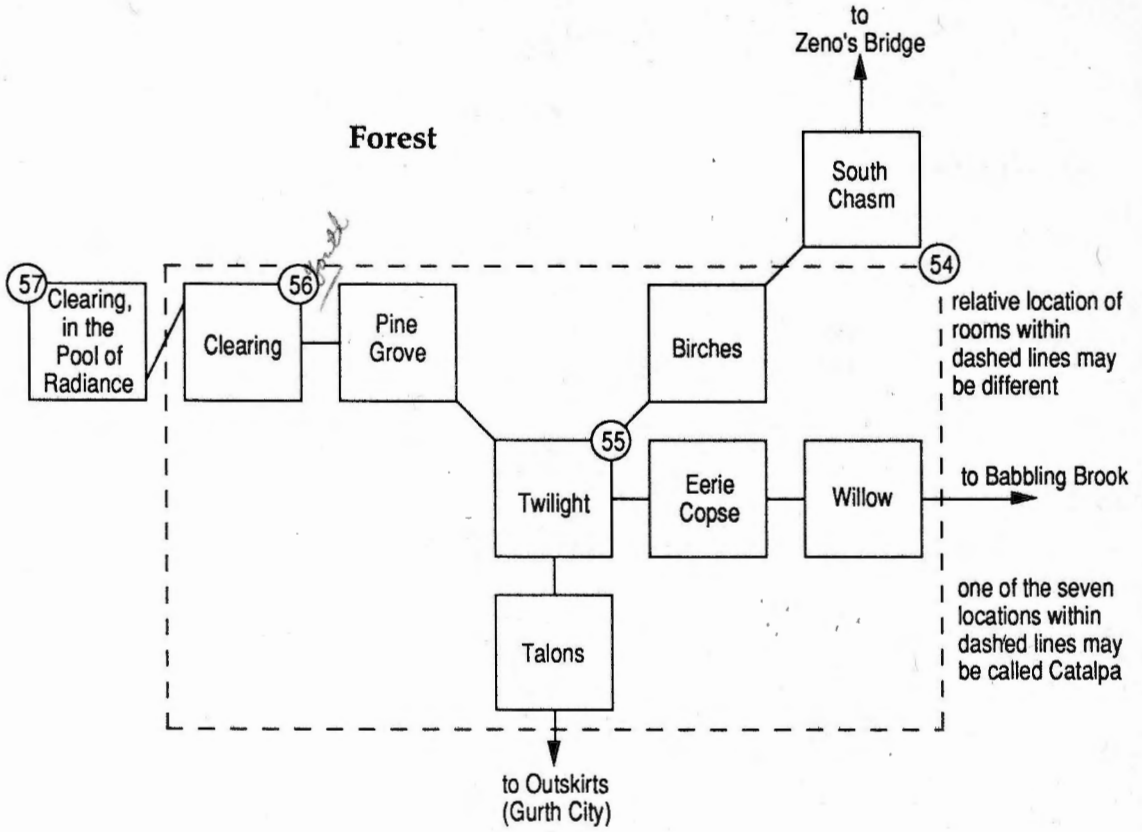 to
Zeno's Bridge
Forest
South
Chasm
54
57
Clearing,
in the
Pool of
Radiance
56
Clearing
Pine
Grove
Birches
relative location of
rooms within
dashed lines may
be different
55
Twilight
Eerie
Copse
Willow
to Babbling Brook
Talons
one of the seven
locations within
dashed lines may
be called Catalpa
to Outskirts
(Gurth City)